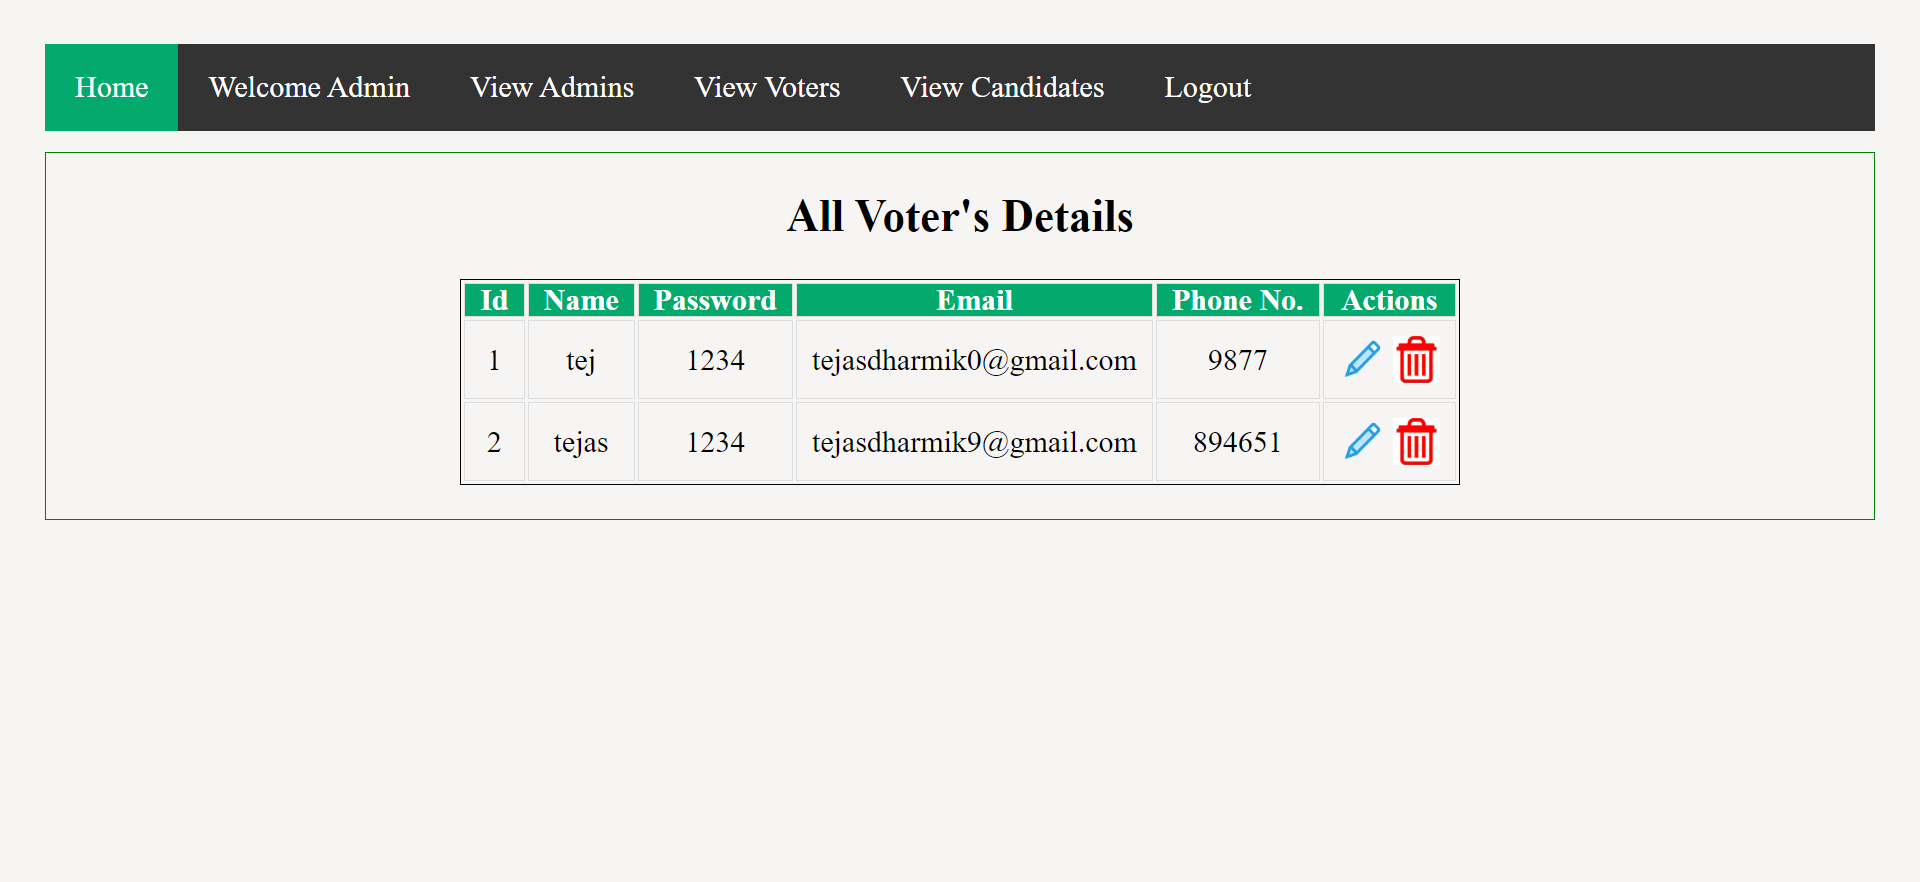 Home Welcome Admin View Admins View Voters View Candidates Logout
All Voter's Details
Id Name Password Email Phone No. Actions
1 tej 1234 tejasdharmik0@gmail.com 9877
2 tejas 1234 tejasdharmik9@gmail.com 894651